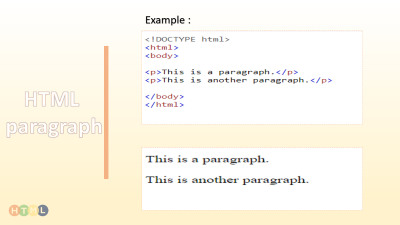 Example :
<!DOCTYPE html>
<html>
<body>
<p>This is a paragraph.</p>
<p>This is another paragraph.</p>
</body>
</html>
HTML
paragraph
This is a paragraph.
This is another paragraph.
HTML